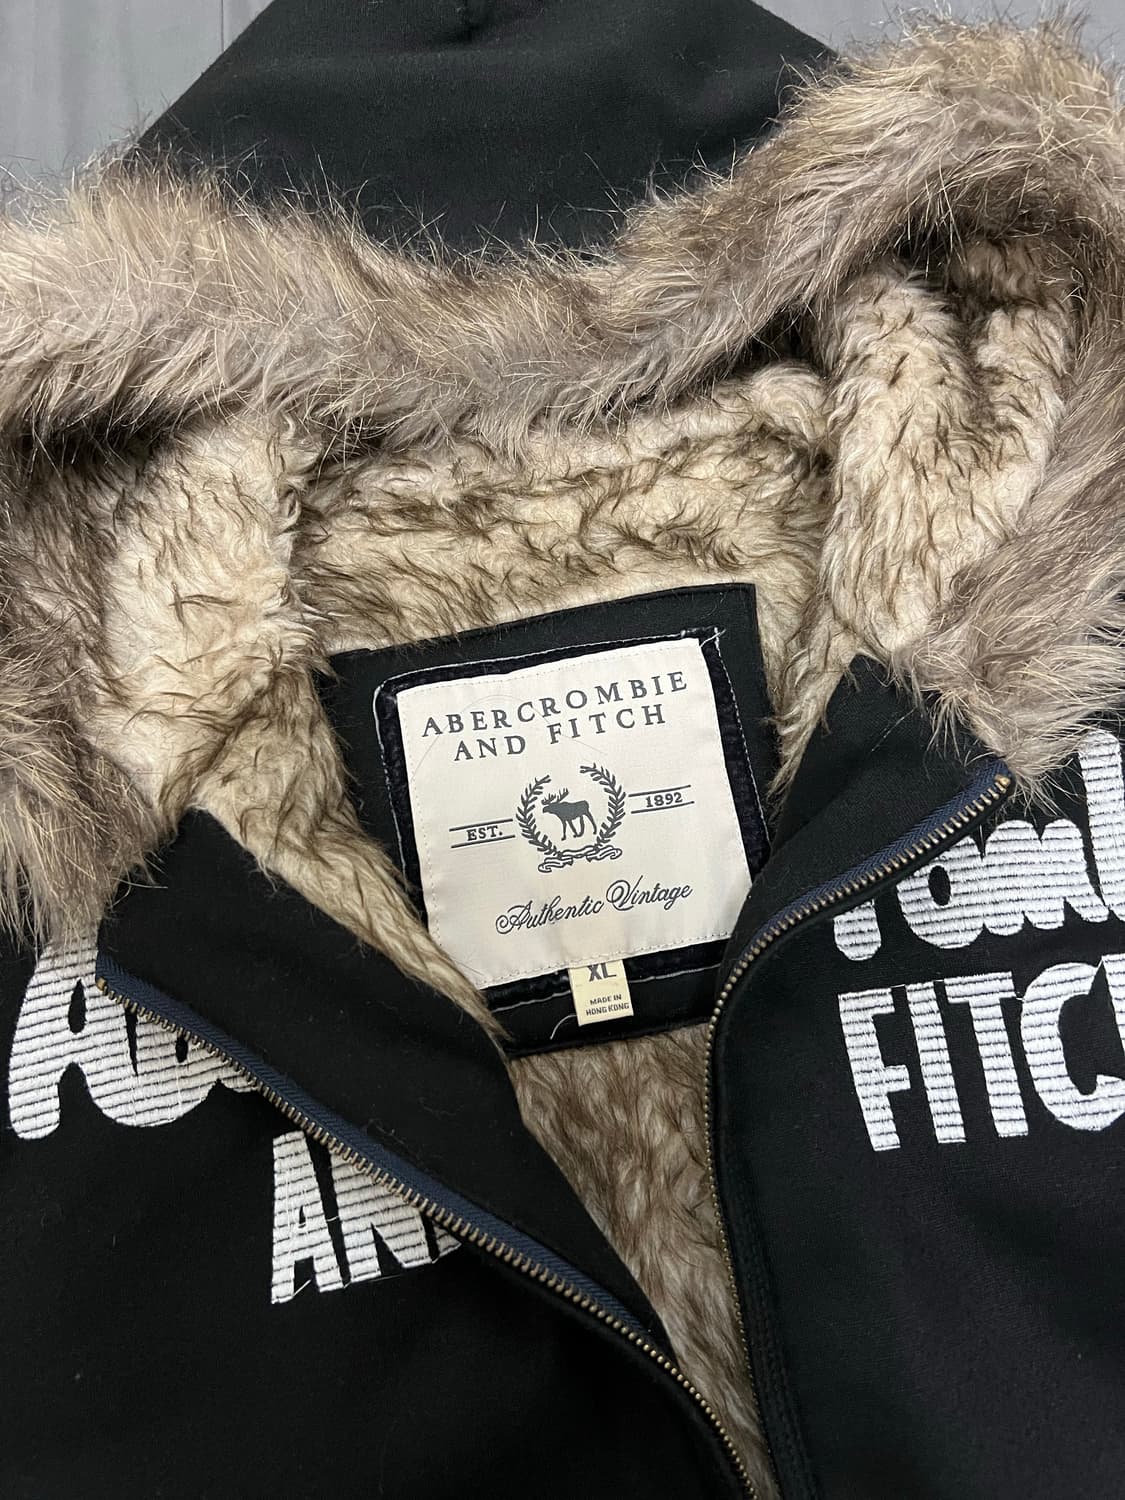 ABERCROMBIE
AND FITCH
EST. 1892
Authentic Vintage
XL
MADE IN
HONG KONG
FITCH